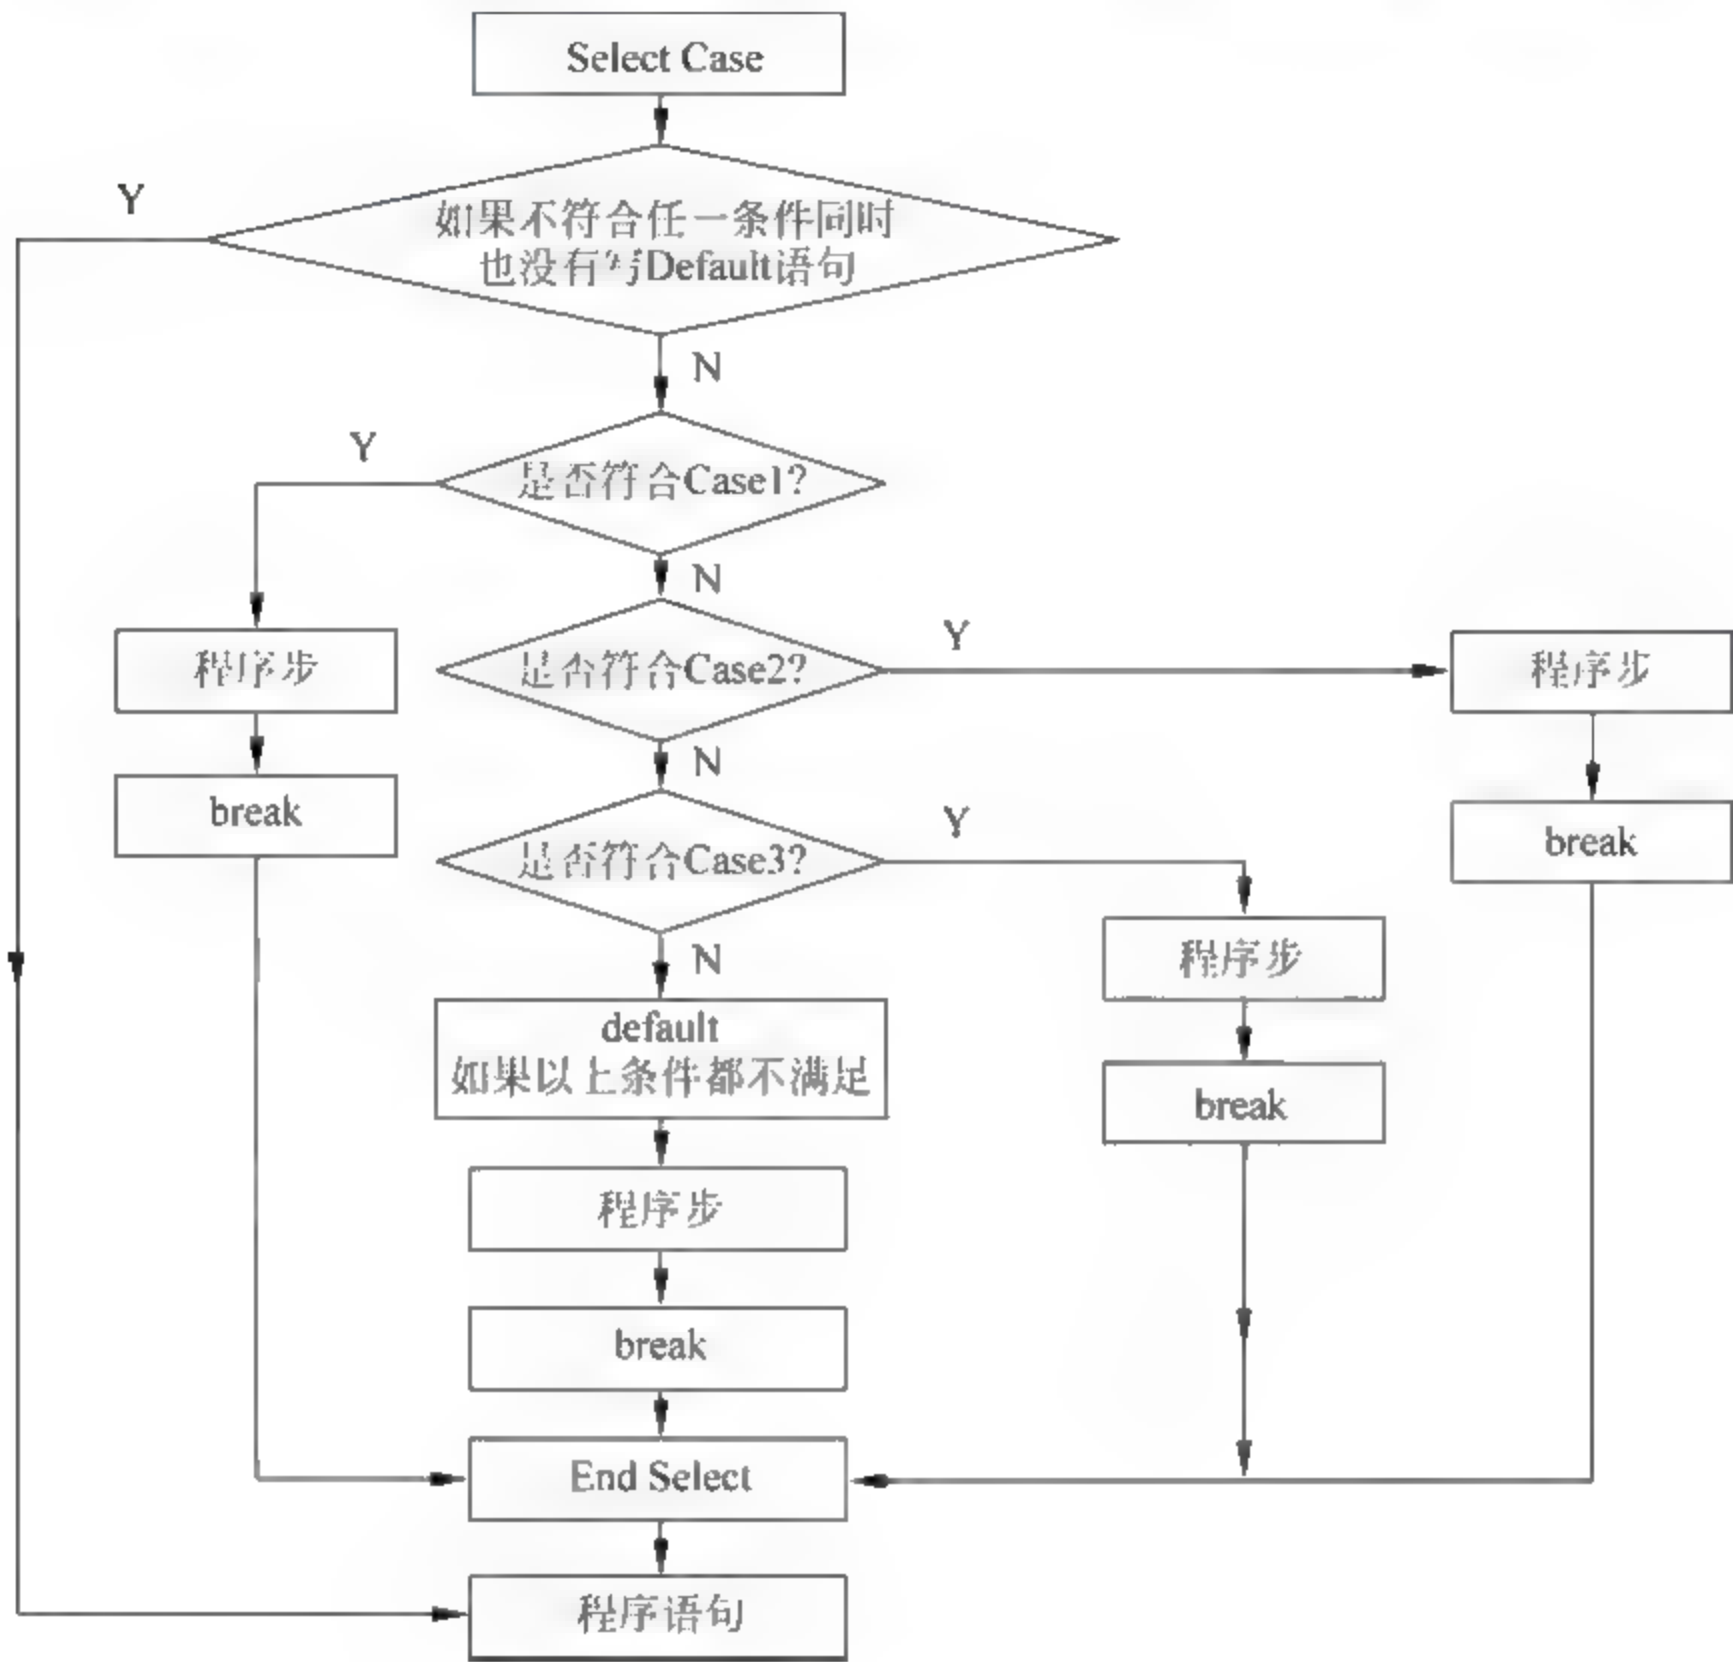 Select Case
Y
如果不符合任一条件同时
也没有写Default语句
N
Y
是否符合Case1?
N
程序步
是否符合Case2?
Y
程序步
break
N
是否符合Case3?
Y
break
N
程序步
default
如果以上条件都不满足
break
程序步
break
End Select
程序语句